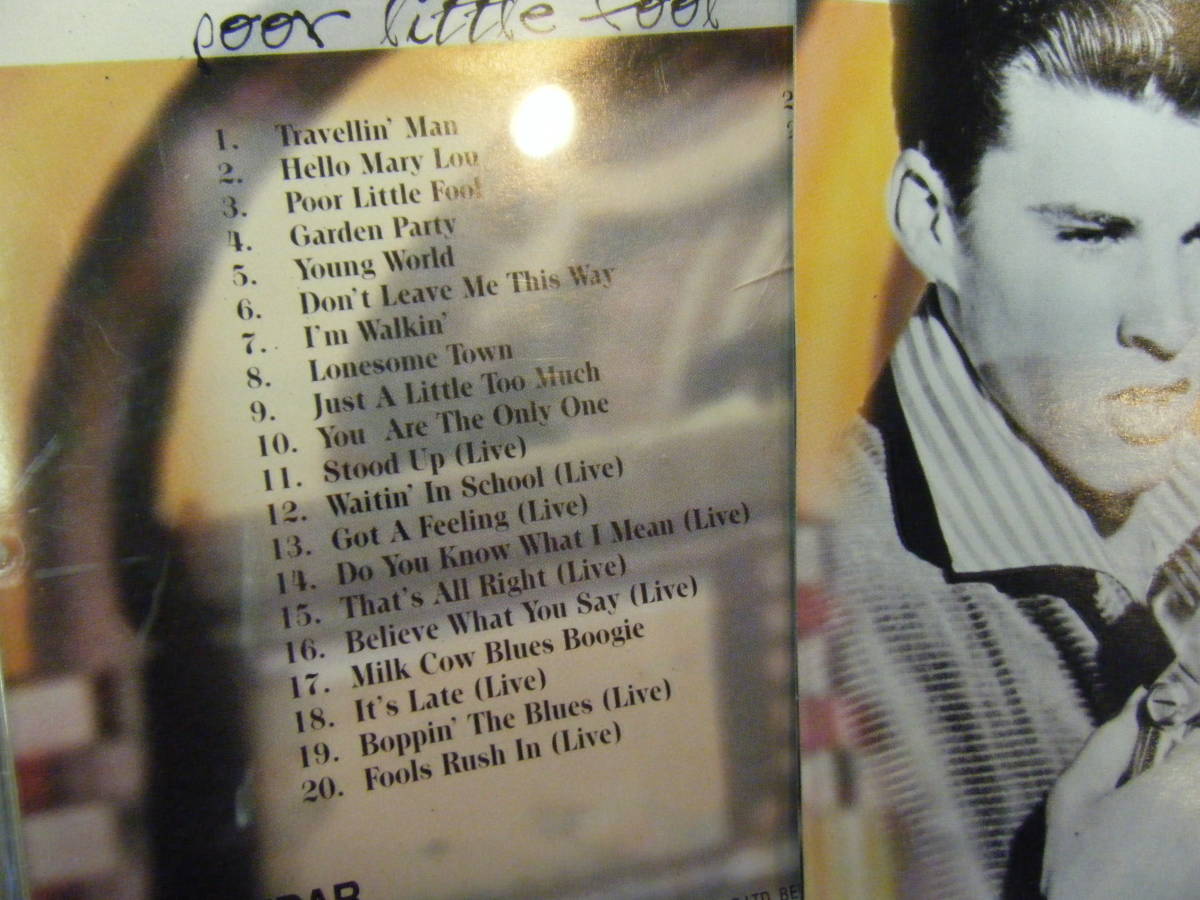 poor little fool
1. Travellin' Man
2. Hello Mary Lou
3. Poor Little Fool
4. Garden Party
5. Young World
6. Don't Leave Me This Way
7. I'm Walkin'
8. Lonesome Town
9. Just A Little Too Much
10. You Are The Only One
11. Stood Up (Live)
12. Waitin' In School (Live)
13. Got A Feeling (Live)
14. Do You Know What I Mean (Live)
15. That's All Right (Live)
16. Believe What You Say (Live)
17. Milk Cow Blues Boogie
18. It's Late (Live)
19. Boppin' The Blues (Live)
20. Fools Rush In (Live)